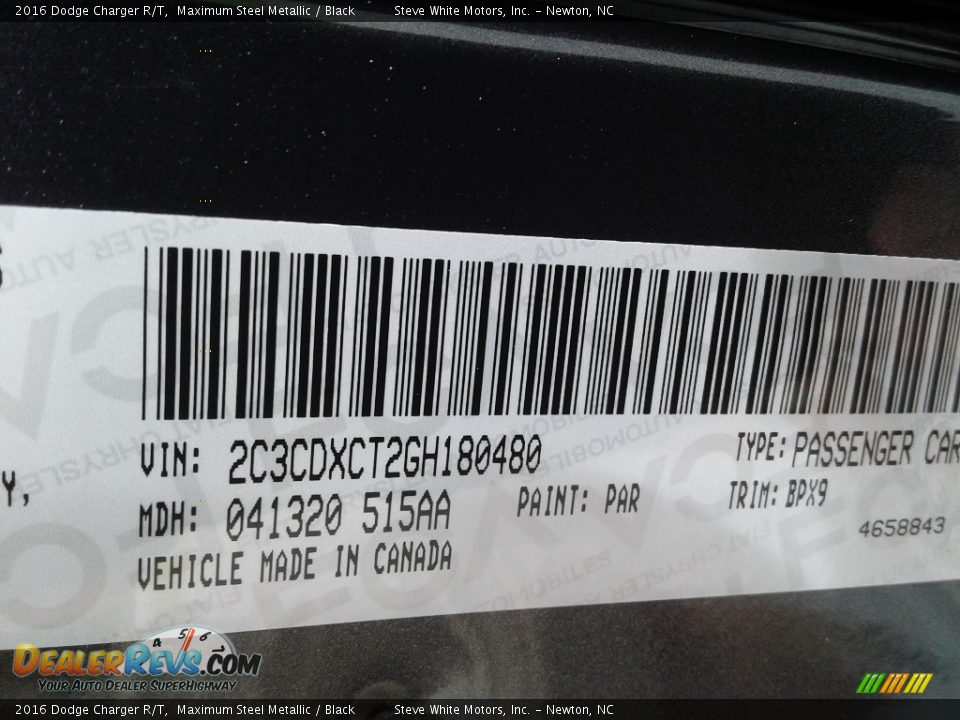 2016 Dodge Charger R/T, Maximum Steel Metallic / Black Steve White Motors, Inc. - Newton, NC
VIN: 2C3CDXCT2GH180480 TYPE: PASSENGER CAR
Y,
MDH: 041320 515AA PAINT: PAR TRIM: BPX9
4658843
VEHICLE MADE IN CANADA
DEALERREVS.COM
YOUR AUTO DEALER SUPERHIGHWAY
2016 Dodge Charger R/T, Maximum Steel Metallic / Black Steve White Motors, Inc. - Newton, NC